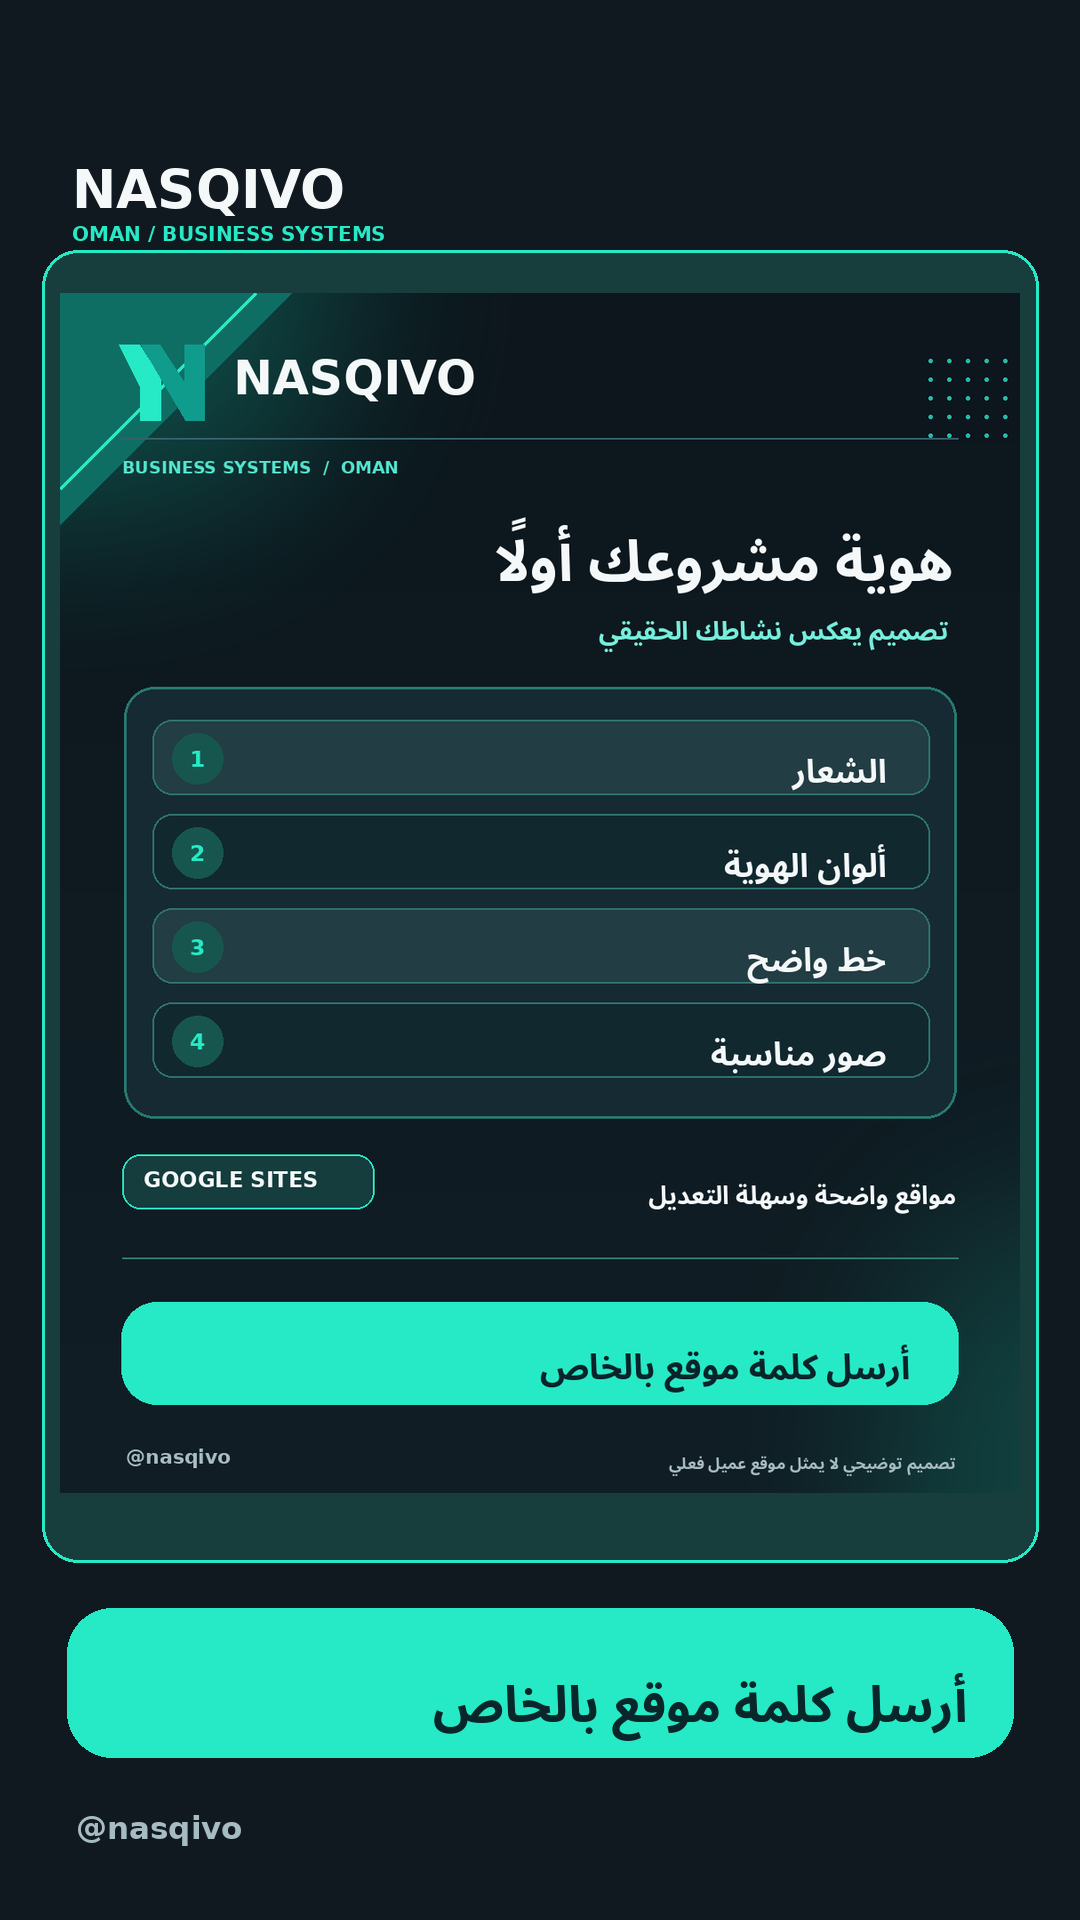 NASQIVO
OMAN / BUSINESS SYSTEMS
NASQIVO
BUSINESS SYSTEMS / OMAN
هوية مشروعك أولًا
تصميم يعكس نشاطك الحقيقي
1 الشعار
2 ألوان الهوية
3 خط واضح
4 صور مناسبة
GOOGLE SITES
مواقع واضحة وسهلة التعديل
أرسل كلمة موقع بالخاص
@nasqivo
تصميم توضيحي لا يمثل موقع عميل فعلي
أرسل كلمة موقع بالخاص
@nasqivo